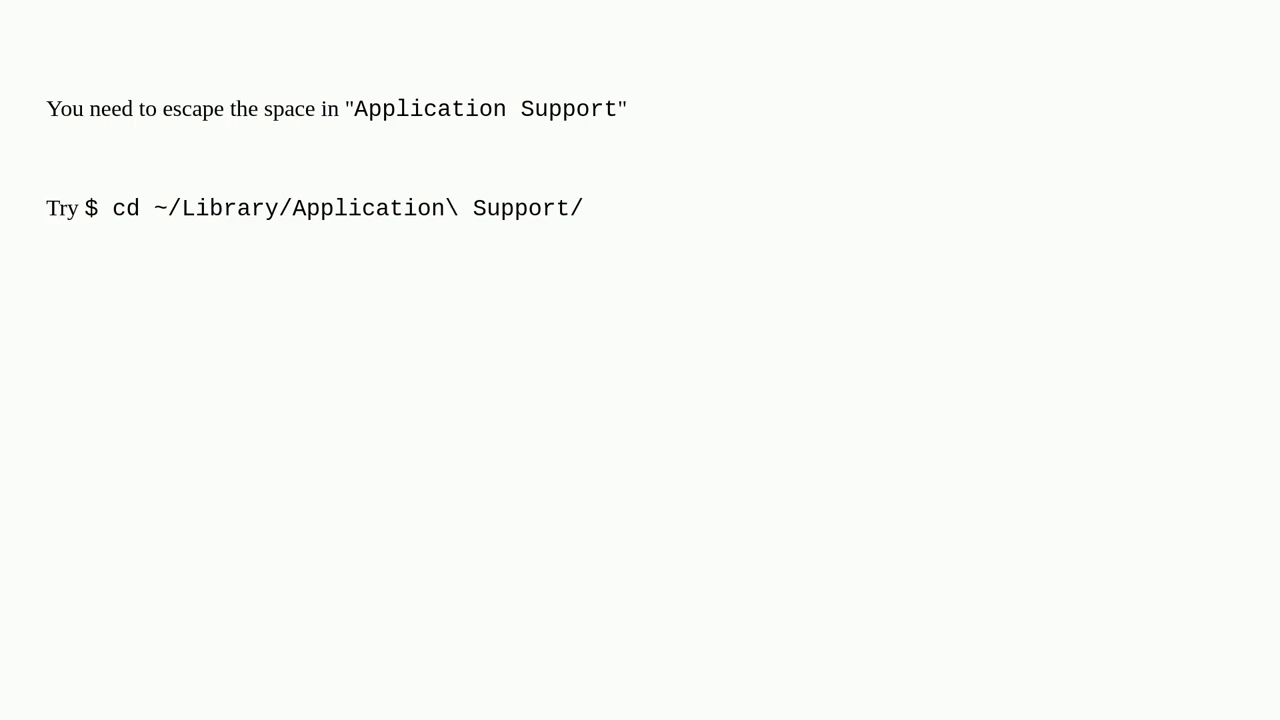 You need to escape the space in "Application Support"
Try $ cd ~/Library/Application\ Support/